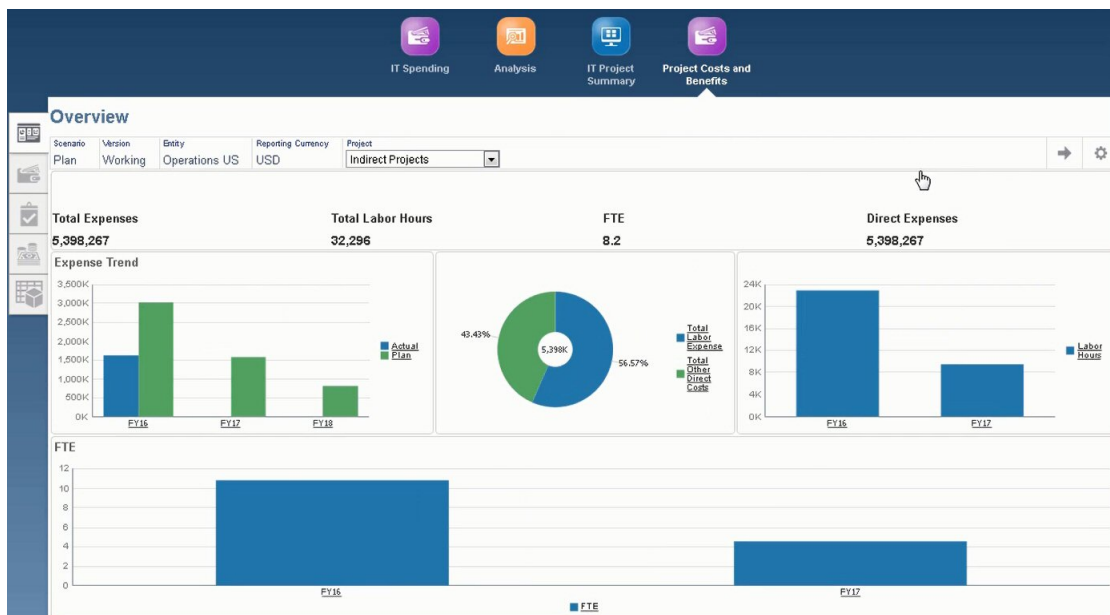 IT Spending
Analysis
IT Project
Summary
Project Costs and
Benefits
Overview
Scenario Version Entity Reporting Currency Project
Plan Working Operations US USD Indirect Projects
Total Expenses Total Labor Hours FTE Direct Expenses
5,398,267 32,296 8.2 5,398,267
Expense Trend
3,500K
3,000K
2,500K
2,000K
1,500K
1,000K
500K
0K
FY16 FY17 FY18
Actual
Plan
43.43%
5,398K
56.57%
Total
Labor
Expense
Total
Other
Direct
Costs
24K
20K
16K
12K
8K
4K
0K
FY16 FY17
Labor
Hours
FTE
12
10
8
6
4
2
0
FY16 FY17
FTE